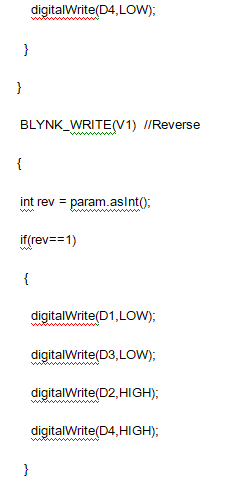 digitalWrite(D4,LOW);
}
}
BLYNK_WRITE(V1)  //Reverse
{
int rev = param.asInt();
if(rev==1)
{
digitalWrite(D1,LOW);
digitalWrite(D3,LOW);
digitalWrite(D2,HIGH);
digitalWrite(D4,HIGH);
}